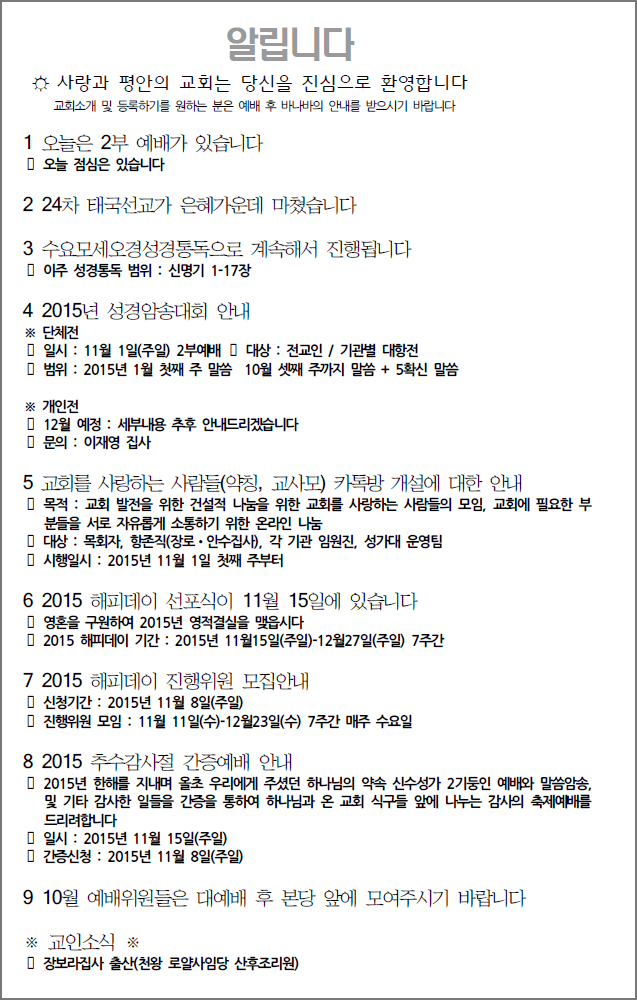 알립니다
☼ 사랑과 평안의 교회는 당신을 진심으로 환영합니다
교회소개 및 등록하기를 원하는 분은 예배 후 바나바의 안내를 받으시기 바랍니다
1 오늘은 2부 예배가 있습니다
▯ 오늘 점심은 있습니다
2 24차 태국선교가 은혜가운데 마쳤습니다
3 수요모세오경성경통독으로 계속해서 진행됩니다
▯ 이주 성경통독 범위 : 신명기 1-17장
4 2015년 성경암송대회 안내
※ 단체전
▯ 일시 : 11월 1일(주일) 2부예배 ▯ 대상 : 전교인 / 기관별 대항전
▯ 범위 : 2015년 1월 첫째 주 말씀 10월 셋째 주까지 말씀 + 5확신 말씀
※ 개인전
▯ 12월 예정 : 세부내용 추후 안내드리겠습니다
▯ 문의 : 이재영 집사
5 교회를 사랑하는 사람들(약칭, 교사모) 카톡방 개설에 대한 안내
▯ 목적 : 교회 발전을 위한 건설적 나눔을 위한 교회를 사랑하는 사람들의 모임, 교회에 필요한 부
분들을 서로 자유롭게 소통하기 위한 온라인 나눔
▯ 대상 : 목회자, 항존직(장로·안수집사), 각 기관 임원진, 성가대 운영팀
▯ 시행일시 : 2015년 11월 1일 첫째 주부터
6 2015 해피데이 선포식이 11월 15일에 있습니다
▯ 영혼을 구원하여 2015년 영적결실을 맺읍시다
▯ 2015 해피데이 기간 : 2015년 11월15일(주일)-12월27일(주일) 7주간
7 2015 해피데이 진행위원 모집안내
▯ 신청기간 : 2015년 11월 8일(주일)
▯ 진행위원 모임 : 11월 11일(수)-12월23일(수) 7주간 매주 수요일
8 2015 추수감사절 간증예배 안내
▯ 2015년 한해를 지내며 올초 우리에게 주셨던 하나님의 약속 신수성가 2기둥인 예배와 말씀암송,
및 기타 감사한 일들을 간증을 통하여 하나님과 온 교회 식구들 앞에 나누는 감사의 축제예배를
드리려합니다
▯ 일시 : 2015년 11월 15일(주일)
▯ 간증신청 : 2015년 11월 8일(주일)
9 10월 예배위원들은 대예배 후 본당 앞에 모여주시기 바랍니다
※ 교인소식 ※
▯ 장보라집사 출산(천왕 로얄사임당 산후조리원)